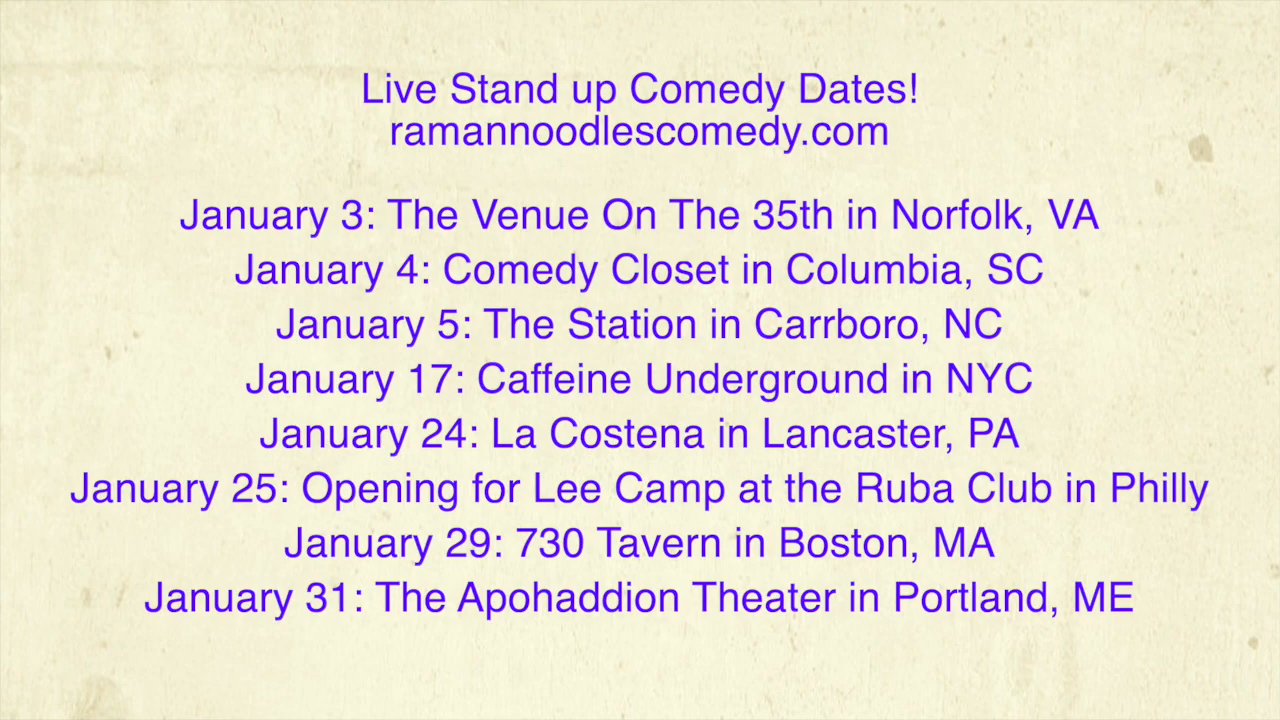 Live Stand up Comedy Dates!
ramannoodlescomedy.com
January 3: The Venue On The 35th in Norfolk, VA
January 4: Comedy Closet in Columbia, SC
January 5: The Station in Carrboro, NC
January 17: Caffeine Underground in NYC
January 24: La Costena in Lancaster, PA
January 25: Opening for Lee Camp at the Ruba Club in Philly
January 29: 730 Tavern in Boston, MA
January 31: The Apohaddion Theater in Portland, ME